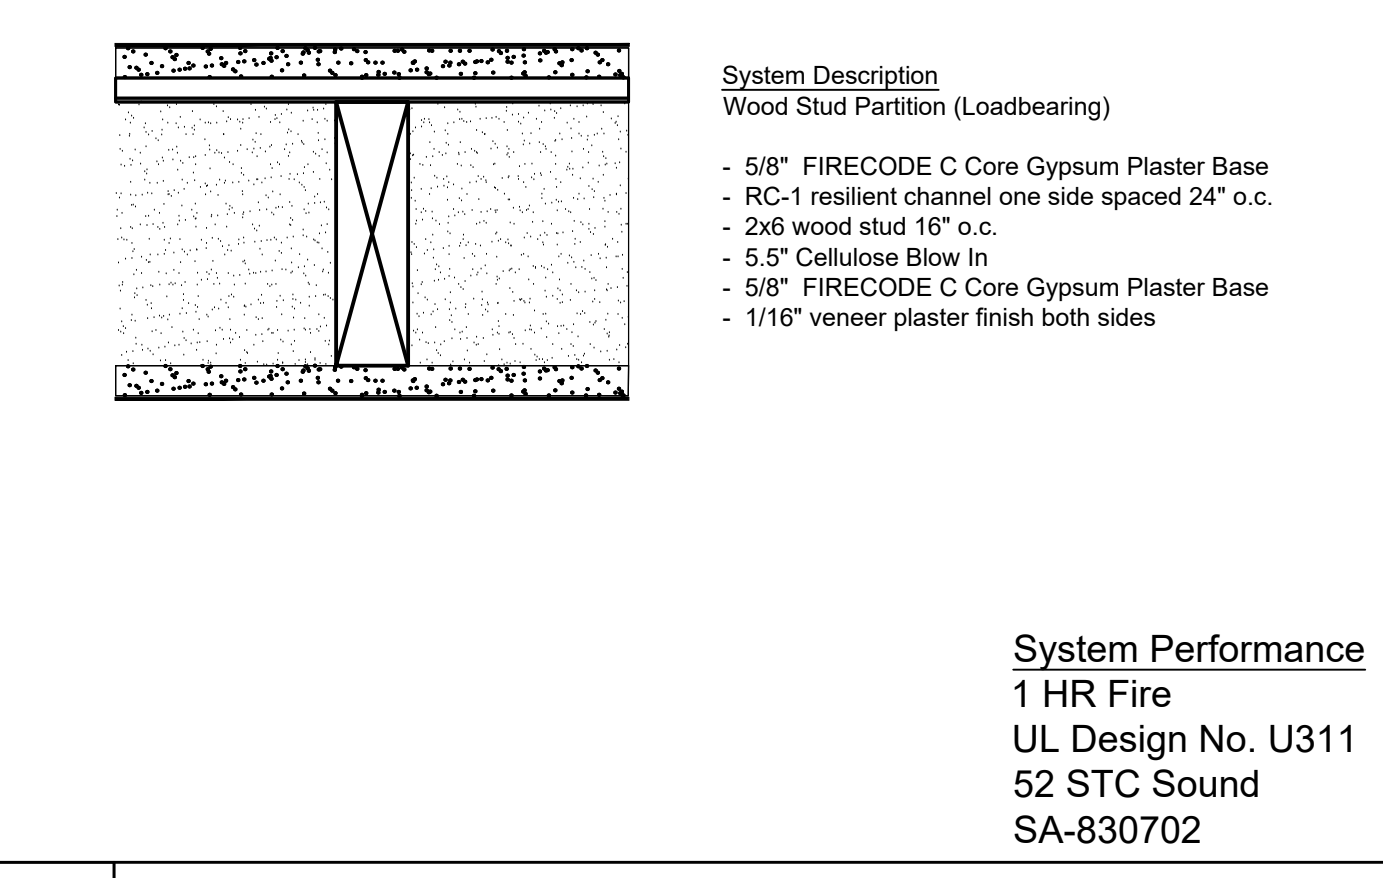 System Description
Wood Stud Partition (Loadbearing)
- 5/8" FIRECODE C Core Gypsum Plaster Base
- RC-1 resilient channel one side spaced 24" o.c.
- 2x6 wood stud 16" o.c.
- 5.5" Cellulose Blow In
- 5/8" FIRECODE C Core Gypsum Plaster Base
- 1/16" veneer plaster finish both sides
System Performance
1 HR Fire
UL Design No. U311
52 STC Sound
SA-830702